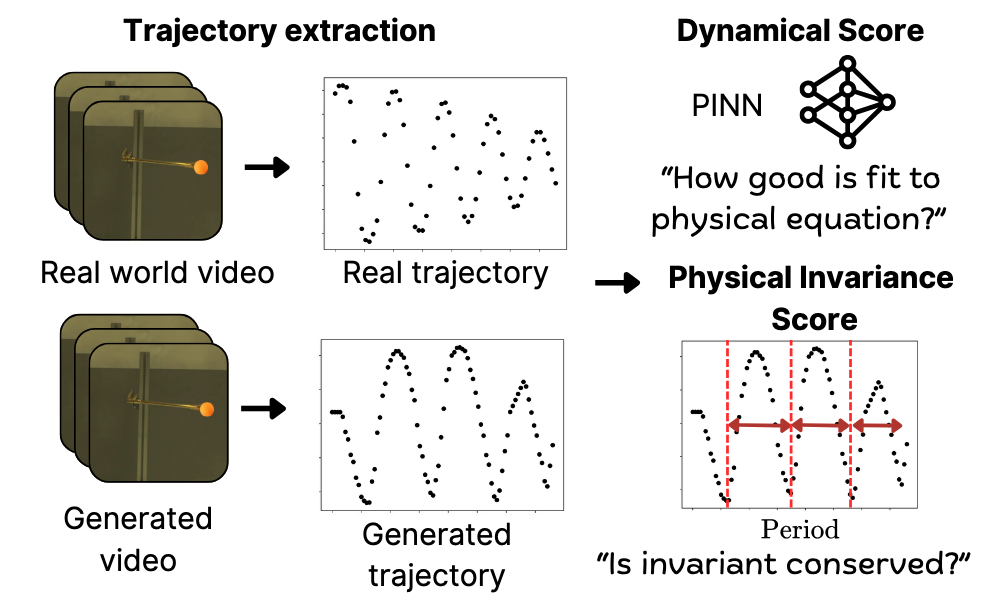 Trajectory extraction
Real world video
Real trajectory
Generated
video
Generated
trajectory
Dynamical Score
PINN
“How good is fit to
physical equation?”
Physical Invariance
Score
Period
“Is invariant conserved?”